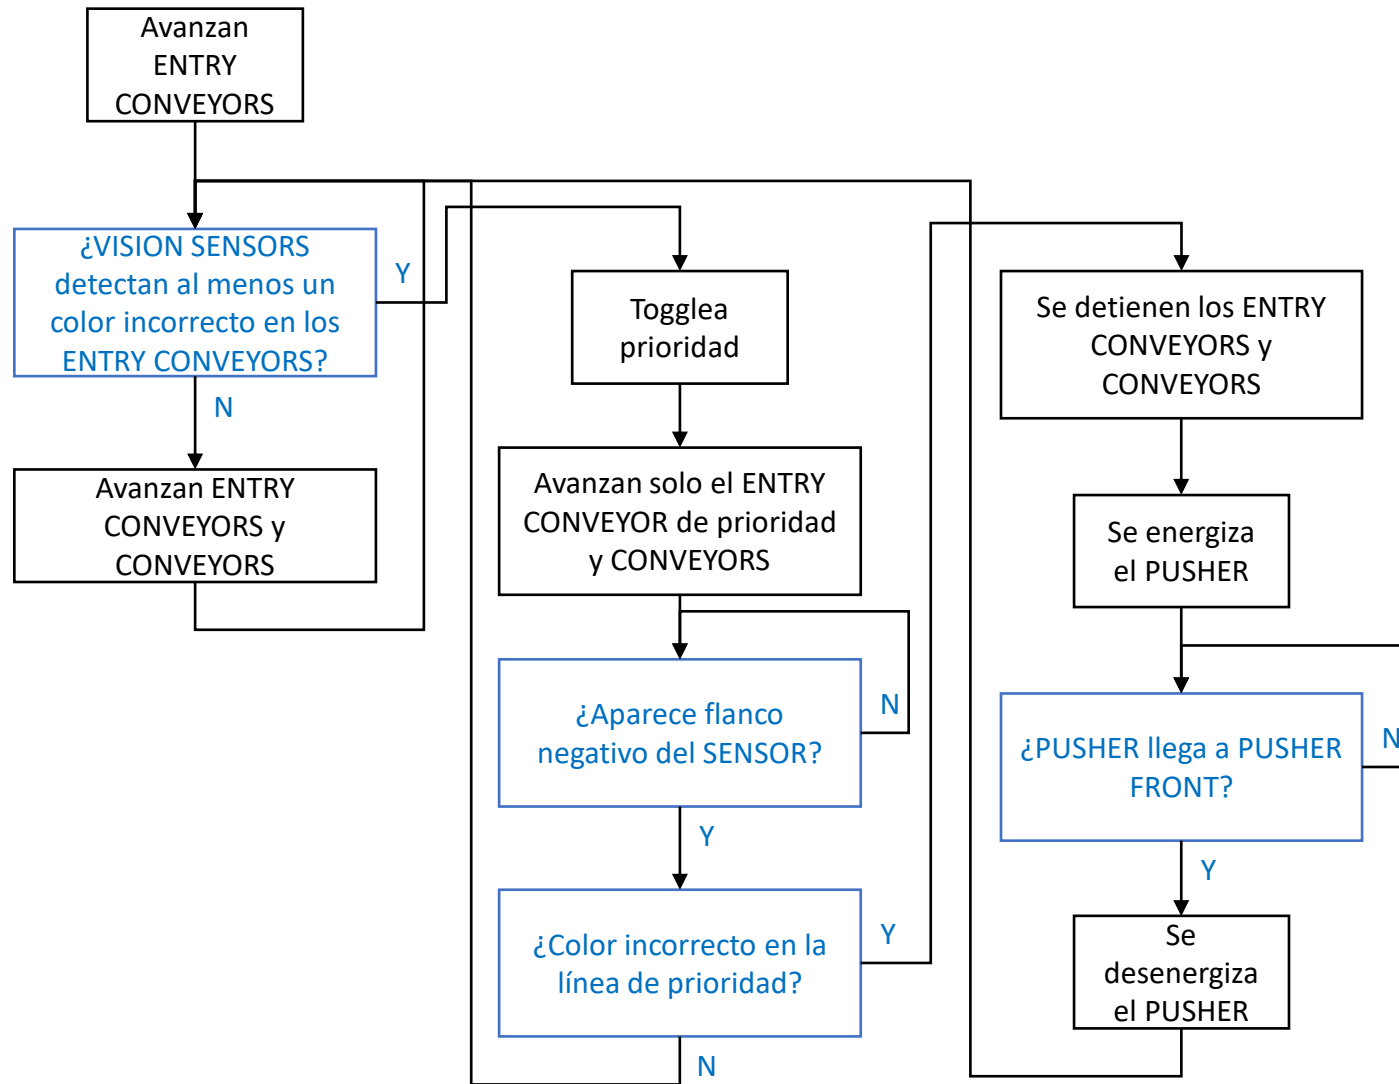 Avanzan
ENTRY
CONVEYORS
¿VISION SENSORS
detectan al menos un
color incorrecto en los
ENTRY CONVEYORS?
Y
N
Avanzan ENTRY
CONVEYORS y
CONVEYORS
Togglea
prioridad
Avanzan solo el ENTRY
CONVEYOR de prioridad
y CONVEYORS
¿Aparece flanco
negativo del SENSOR?
N
Y
¿Color incorrecto en la
línea de prioridad?
Y
N
Se detienen los ENTRY
CONVEYORS y
CONVEYORS
Se energiza
el PUSHER
¿PUSHER llega a PUSHER
FRONT?
N
Y
Se
desenergiza
el PUSHER